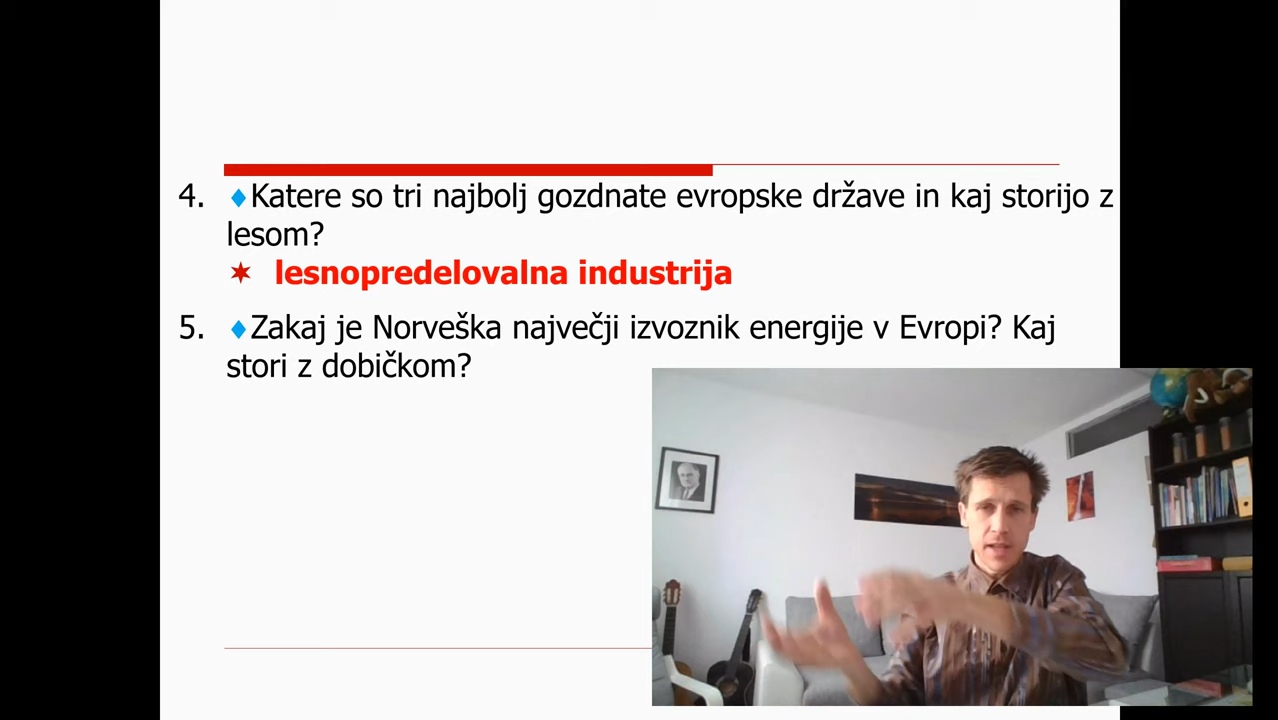 4. ♦Katere so tri najbolj gozdnate evropske države in kaj storijo z
lesom?
✶ lesnopredelovalna industrija
5. ♦Zakaj je Norveška največji izvoznik energije v Evropi? Kaj
stori z dobičkom?